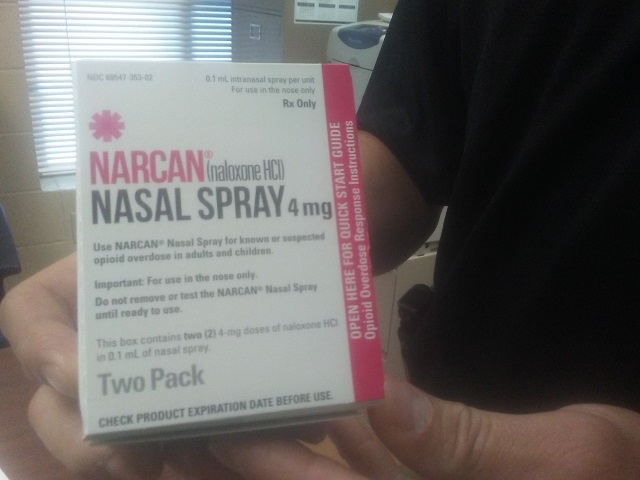 NDC 69547-353-02
0.1 mL intranasal spray per unit
For use in the nose only
Rx Only
NARCAN® (naloxone HCl)
NASAL SPRAY 4 mg
Use NARCAN® Nasal Spray for known or suspected
opioid overdose in adults and children.
Important: For use in the nose only.
Do not remove or test the NARCAN® Nasal Spray
until ready to use.
This box contains two (2) 4-mg doses of naloxone HCl
in 0.1 mL of nasal spray.
Two Pack
CHECK PRODUCT EXPIRATION DATE BEFORE USE.
OPEN HERE FOR QUICK START GUIDE
Opioid Overdose Response Instructions